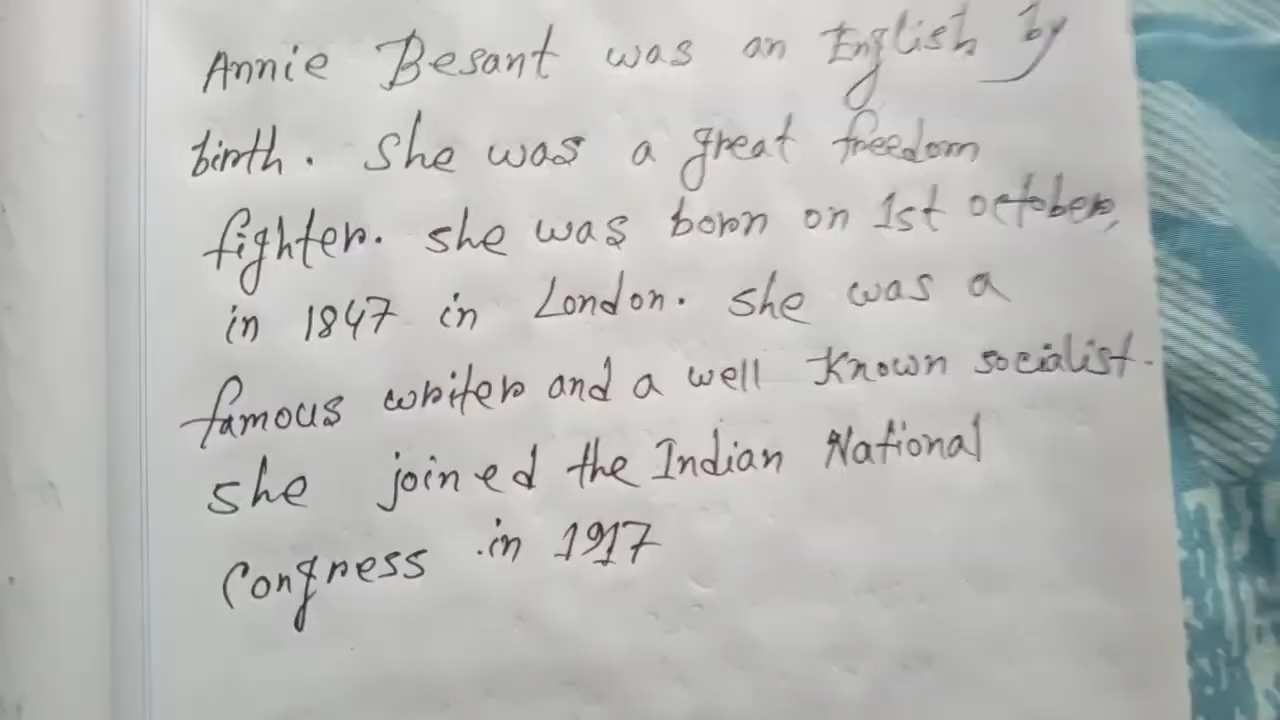 Annie Besant was an English by
birth. She was a great freedom
fighter. she was born on 1st october,
in 1847 in London. she was a
famous writer and a well known socialist.
she joined the Indian National
Congress in 1917